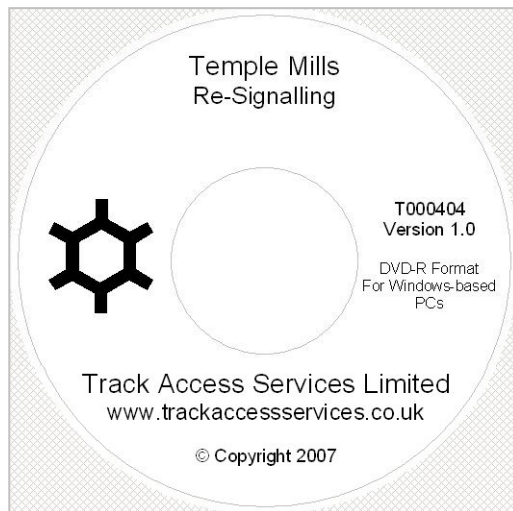 Temple Mills
Re-Signalling
T000404
Version 1.0
DVD-R Format
For Windows-based
PCs
Track Access Services Limited
www.trackaccessservices.co.uk
© Copyright 2007